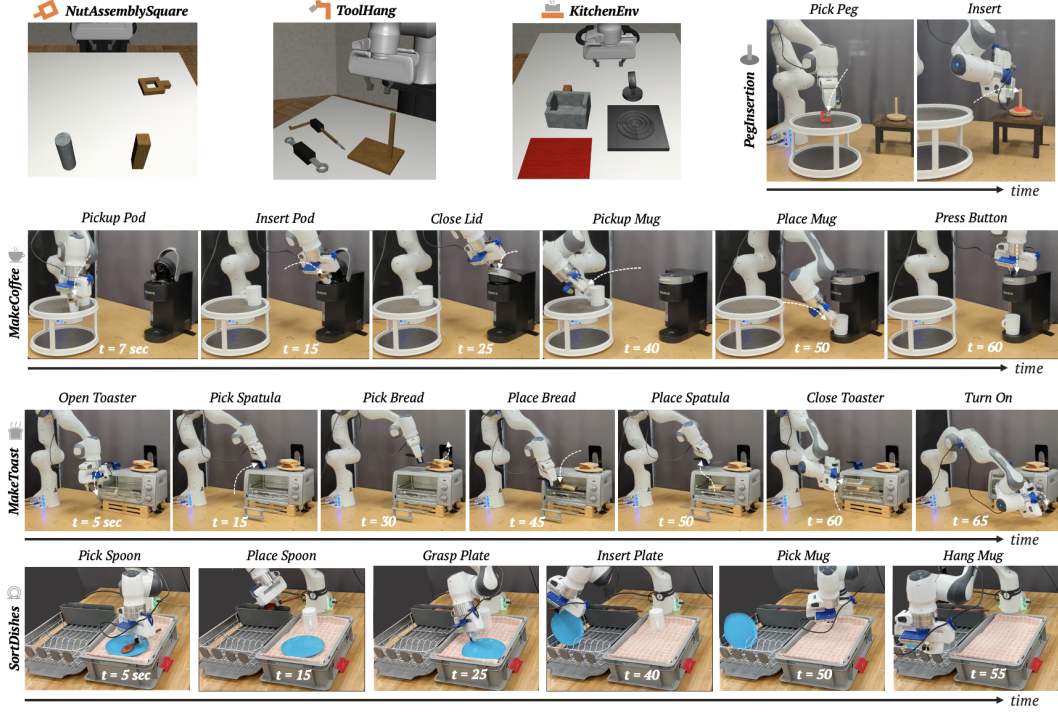 NutAssemblySquare
ToolHang
KitchenEnv
PegInsertion
Pick Peg
Insert
time
MakeCoffee
Pickup Pod
Insert Pod
Close Lid
Pickup Mug
Place Mug
Press Button
t = 7 sec
t = 15
t = 25
t = 40
t = 50
t = 60
time
MakeToast
Open Toaster
Pick Spatula
Pick Bread
Place Bread
Place Spatula
Close Toaster
Turn On
t = 5 sec
t = 15
t = 30
t = 45
t = 50
t = 60
t = 65
time
SortDishes
Pick Spoon
Place Spoon
Grasp Plate
Insert Plate
Pick Mug
Hang Mug
t = 5 sec
t = 15
t = 25
t = 40
t = 50
t = 55
time